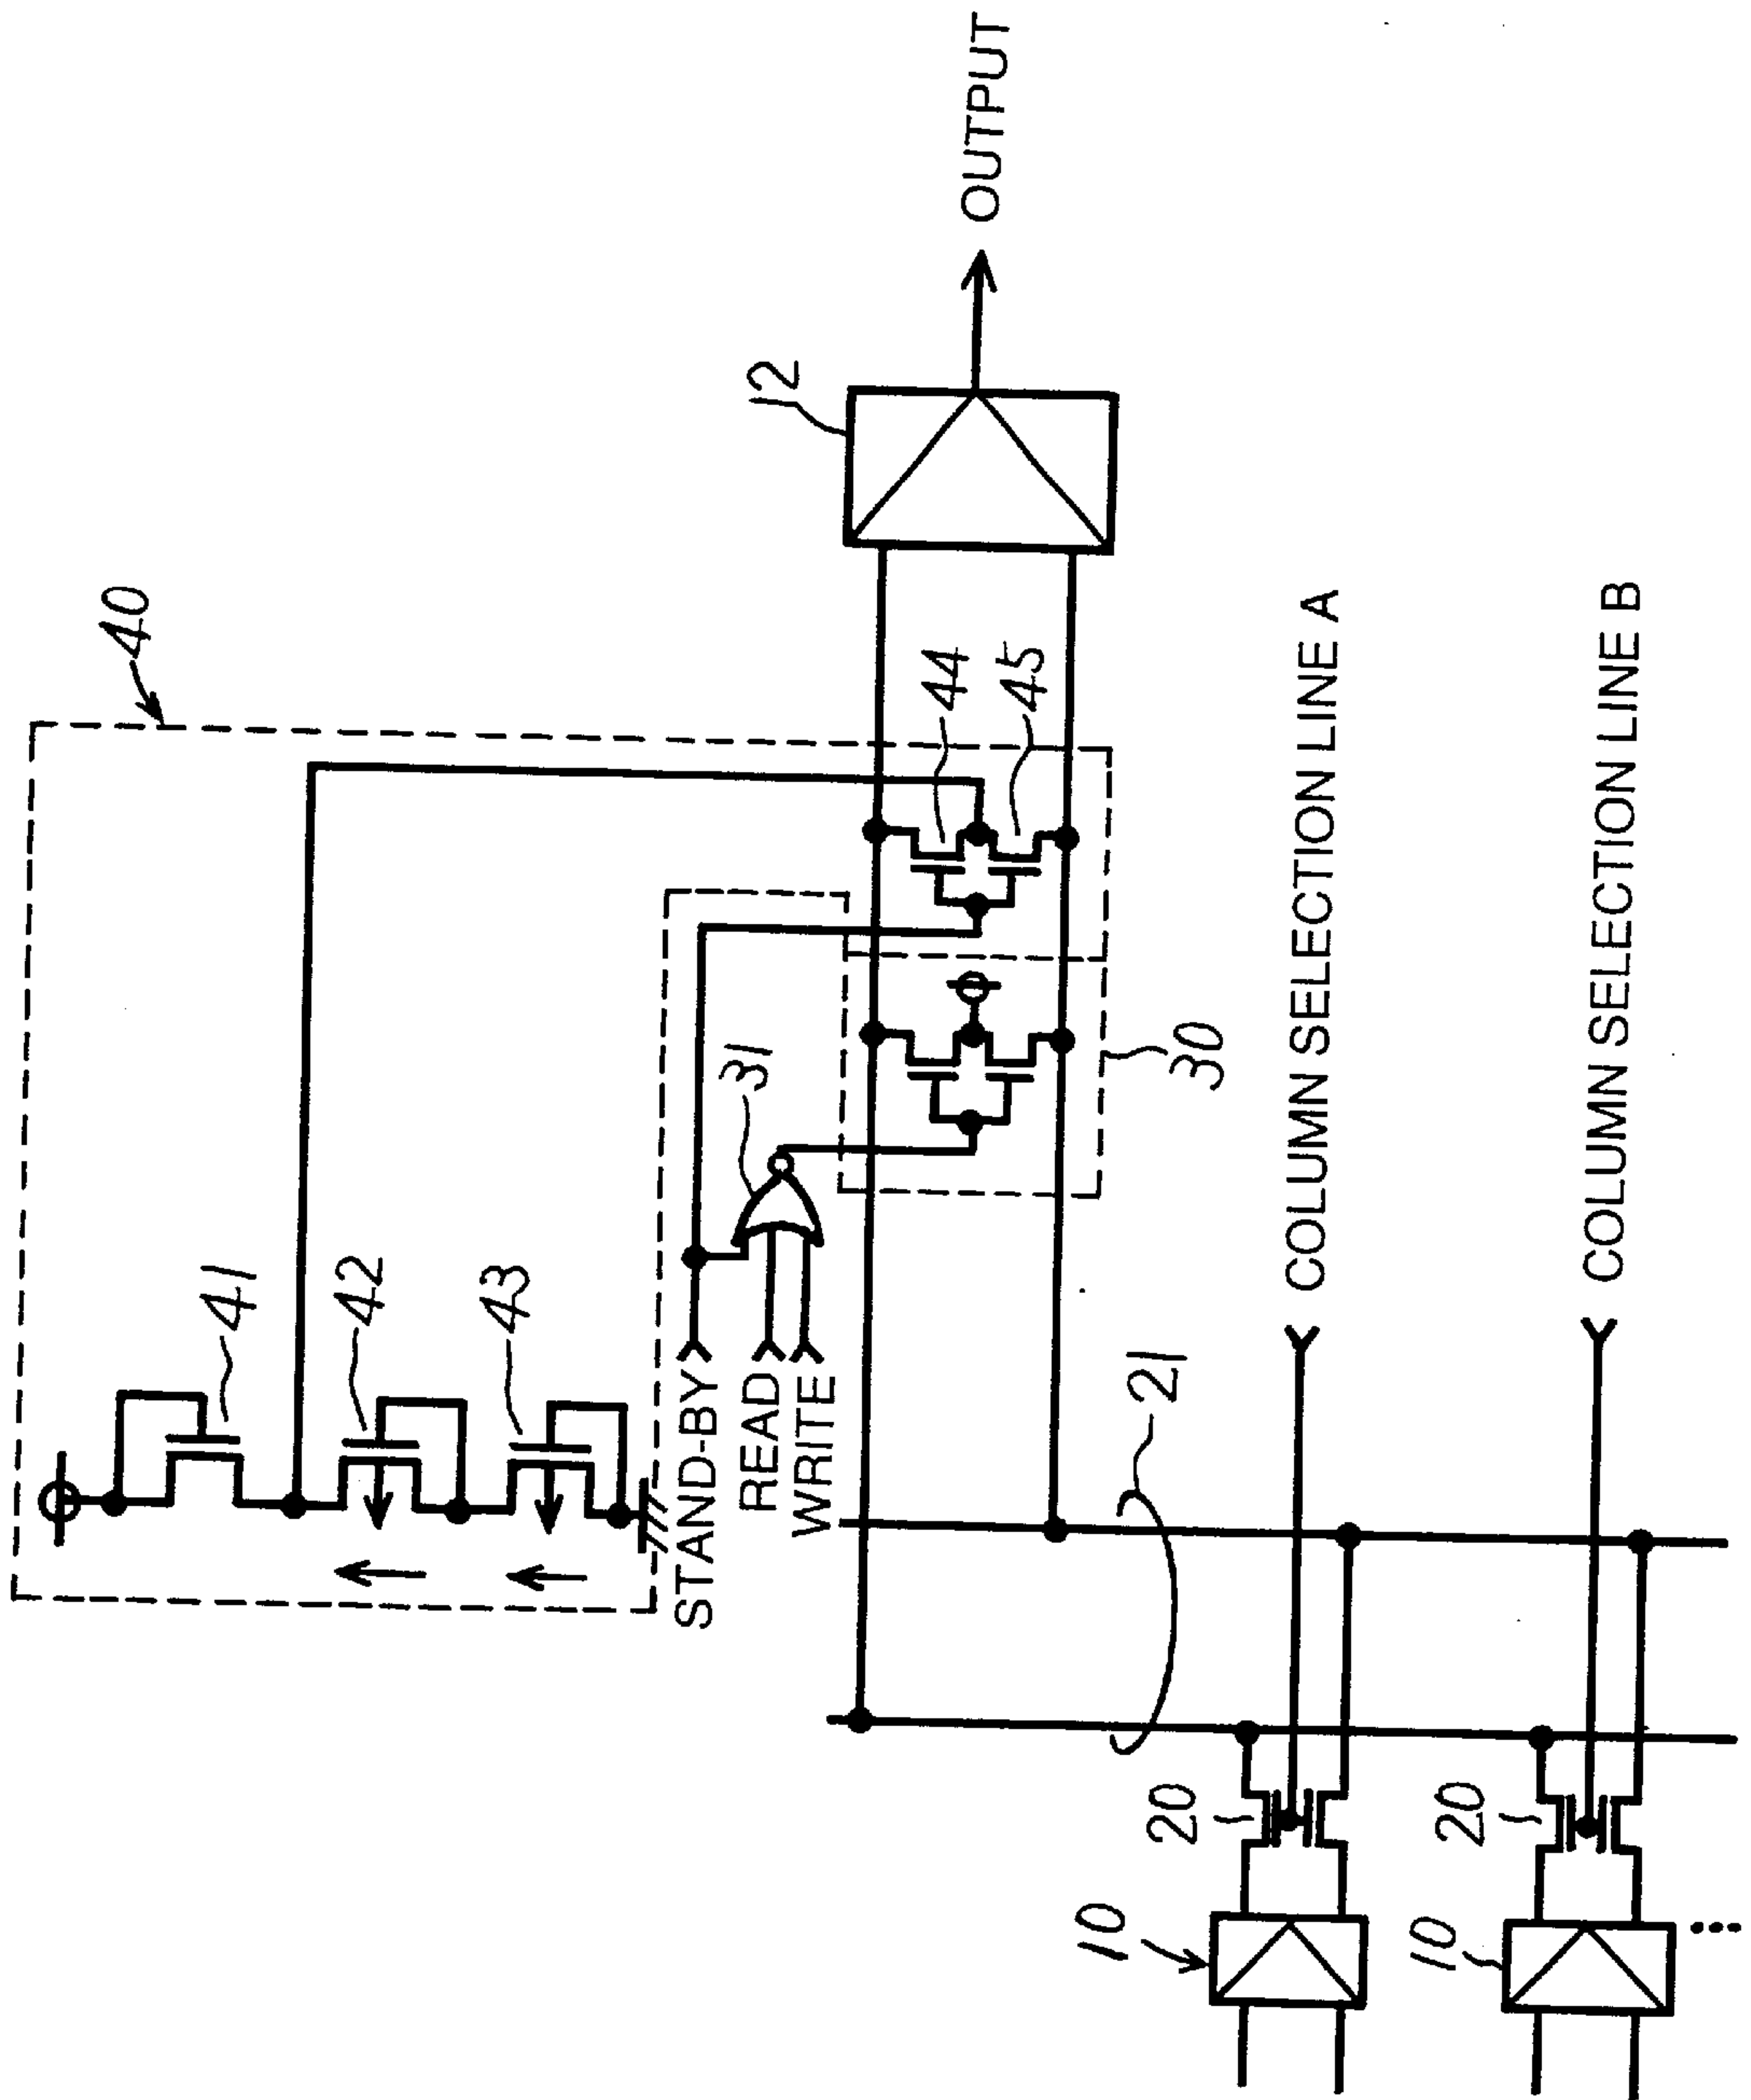 40
41
42
43
STAND-BY
READ
WRITE
31
44
45
30
12
OUTPUT
21
10
20
COLUMN SELECTION LINE A
10
20
COLUMN SELECTION LINE B